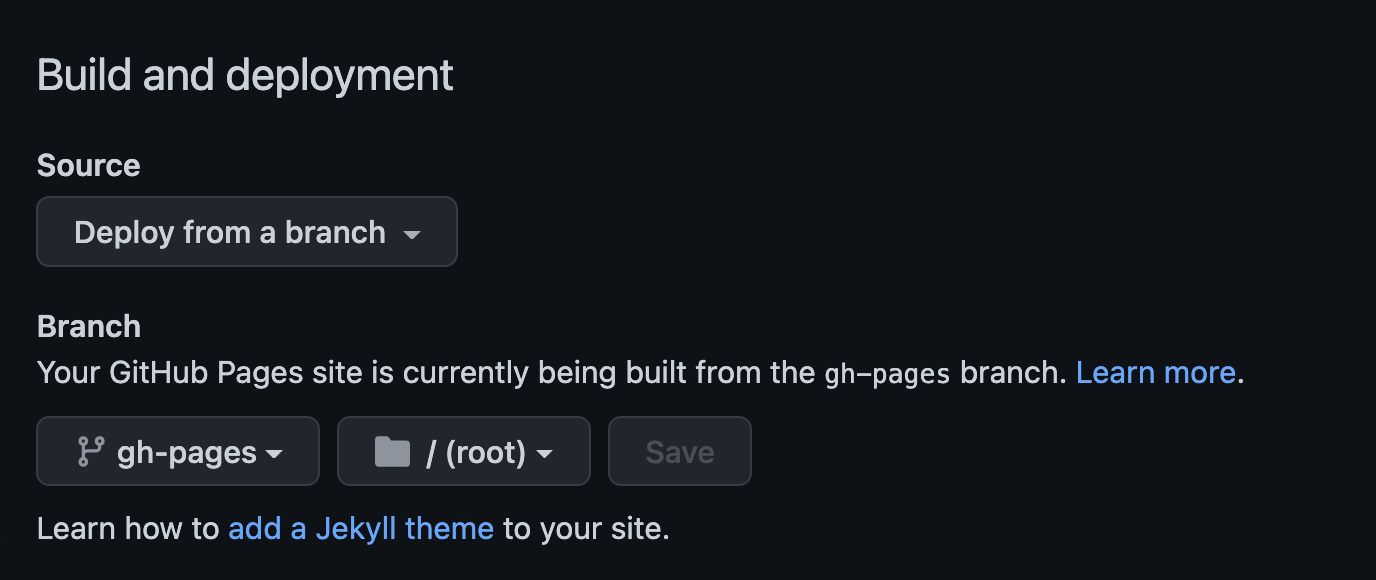 Build and deployment
Source
Deploy from a branch
Branch
Your GitHub Pages site is currently being built from the gh-pages branch. Learn more.
gh-pages / (root) Save
Learn how to add a Jekyll theme to your site.